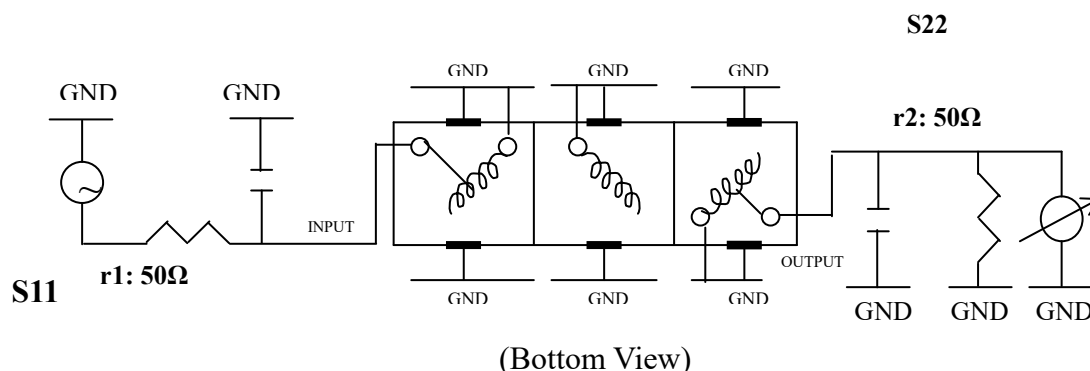 S22
GND
GND
GND
GND
GND
r2: 50Ω
INPUT
r1: 50Ω
S11
OUTPUT
GND
GND
GND
GND
GND
GND
(Bottom View)